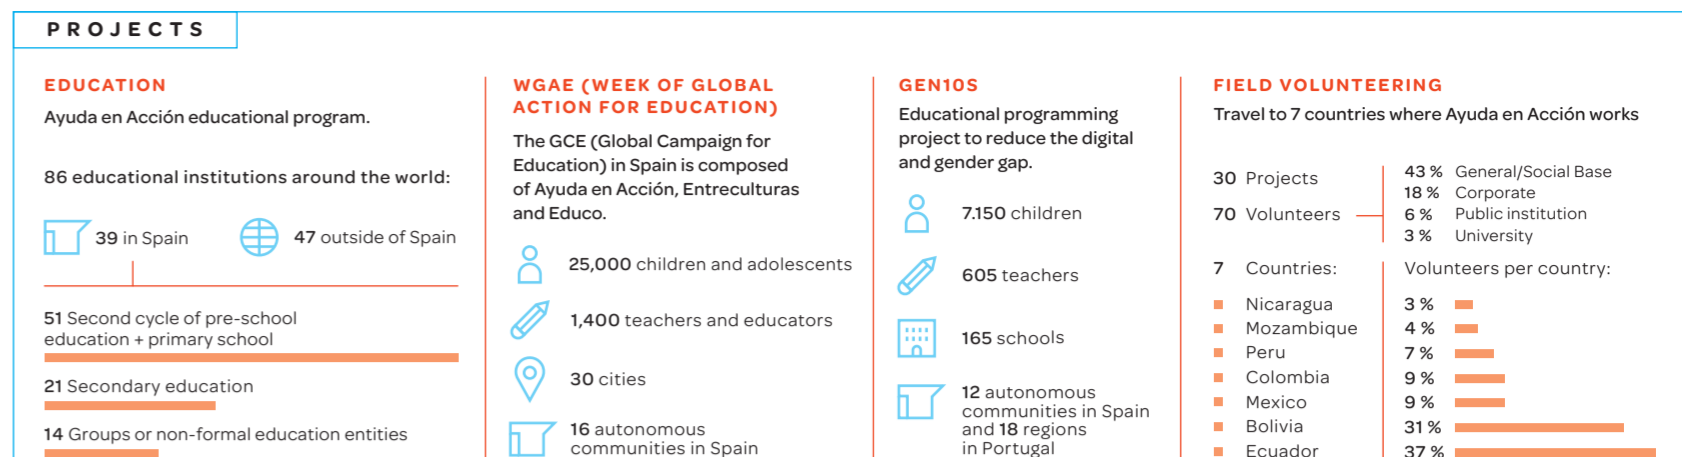 PROJECTS
EDUCATION
Ayuda en Acción educational program.
86 educational institutions around the world:
39 in Spain
47 outside of Spain
51 Second cycle of pre-school
education + primary school
21 Secondary education
14 Groups or non-formal education entities
WGAE (WEEK OF GLOBAL
ACTION FOR EDUCATION)
The GCE (Global Campaign for
Education) in Spain is composed
of Ayuda en Acción, Entreculturas
and Educo.
25,000 children and adolescents
1,400 teachers and educators
30 cities
16 autonomous
communities in Spain
GEN10S
Educational programming
project to reduce the digital
and gender gap.
7.150 children
605 teachers
165 schools
12 autonomous
communities in Spain
and 18 regions
in Portugal
FIELD VOLUNTEERING
Travel to 7 countries where Ayuda en Acción works
30 Projects
70 Volunteers
43 % General/Social Base
18 % Corporate
6 % Public institution
3 % University
7 Countries:
Volunteers per country:
Nicaragua 3 %
Mozambique 4 %
Peru 7 %
Colombia 9 %
Mexico 9 %
Bolivia 31 %
Ecuador 37 %